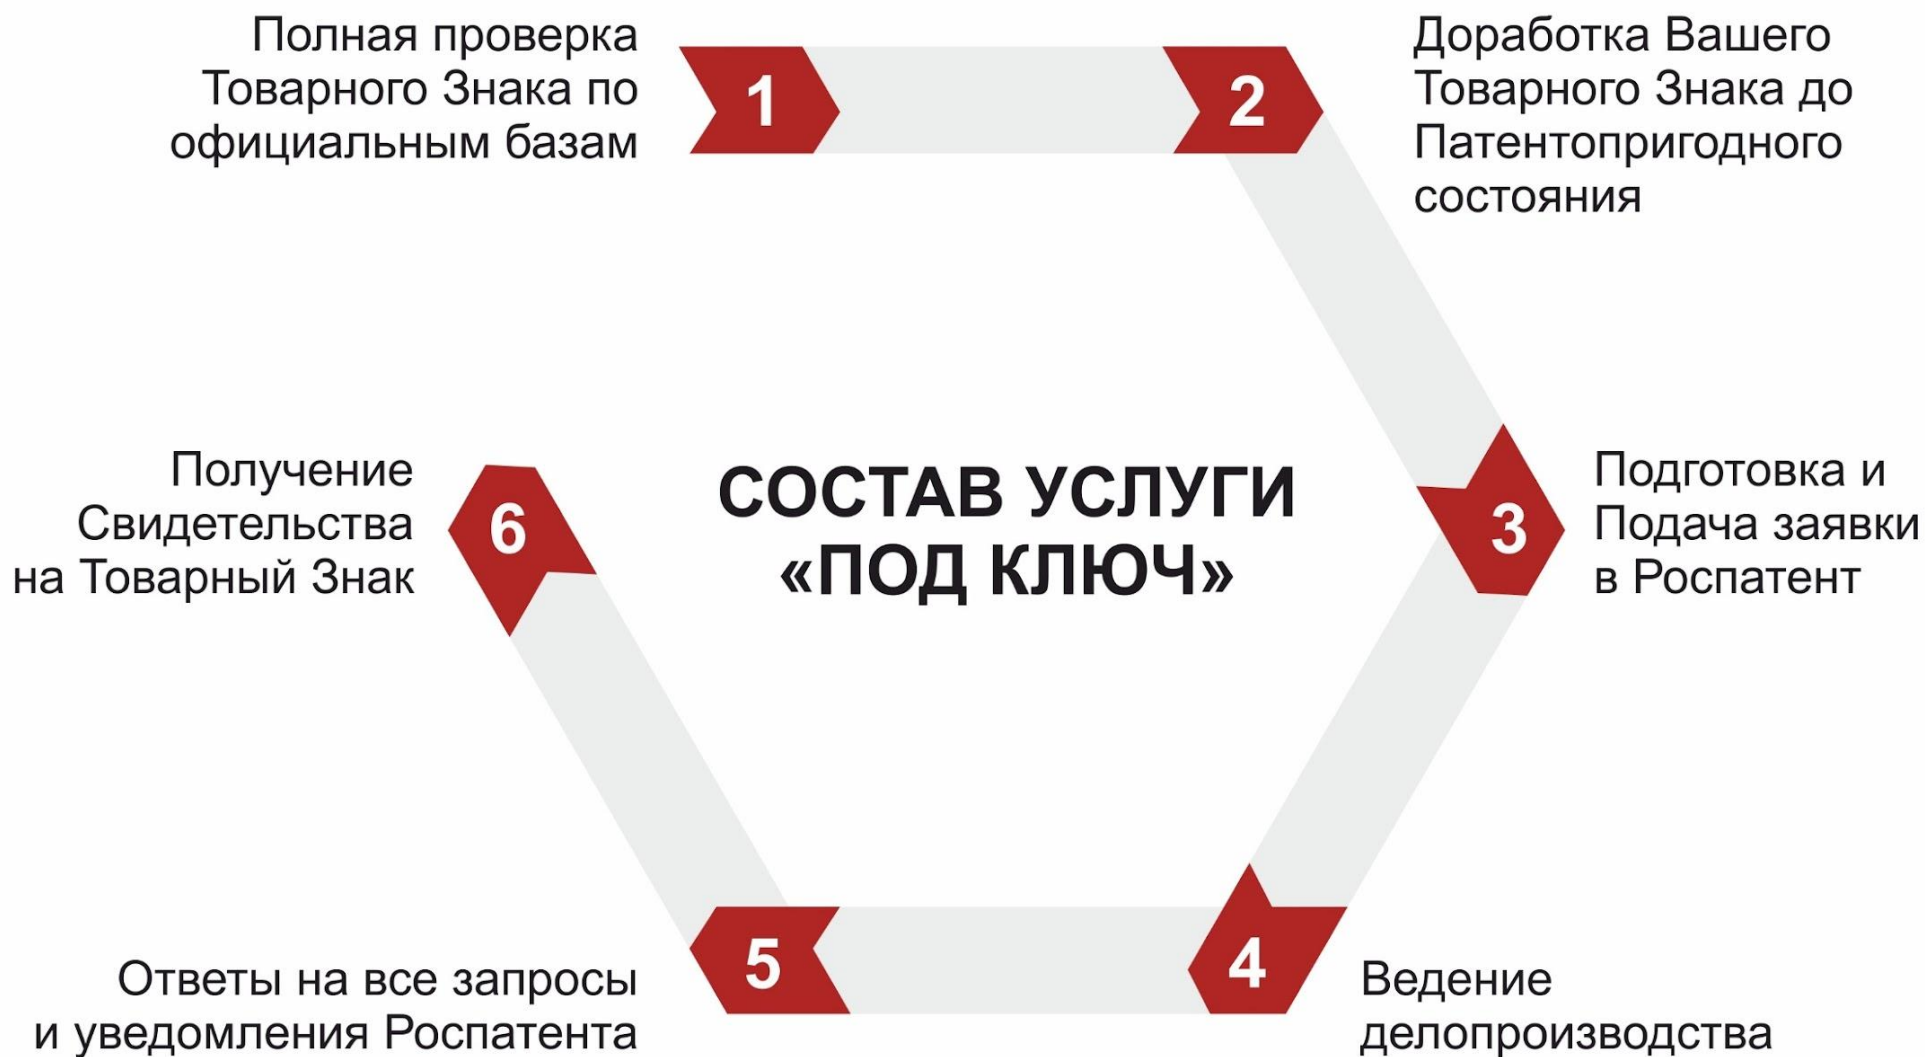 Полная проверка
Товарного Знака по
официальным базам
1
2
Доработка Вашего
Товарного Знака до
Патентопригодного
состояния
3
Подготовка и
Подача заявки
в Роспатент
4
Ведение
делопроизводства
5
Ответы на все запросы
и уведомления Роспатента
6
Получение
Свидетельства
на Товарный Знак
СОСТАВ УСЛУГИ
«ПОД КЛЮЧ»